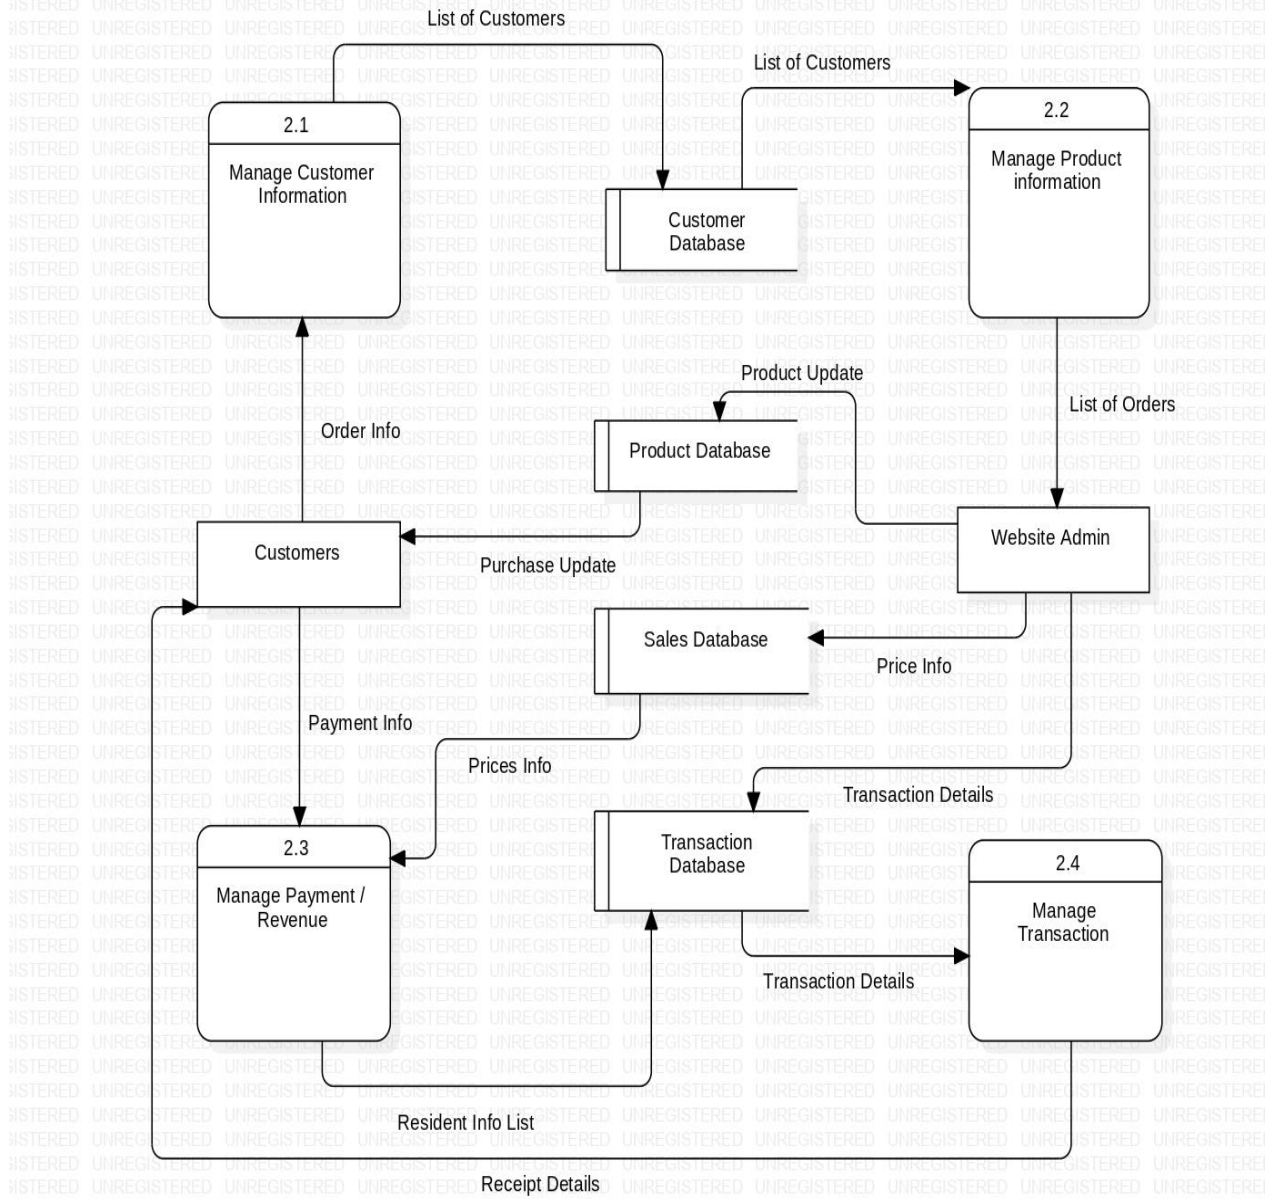 List of Customers
List of Customers
2.1
Manage Customer
Information
2.2
Manage Product
information
Customer
Database
Product Update
List of Orders
Order Info
Product Database
Website Admin
Customers
Purchase Update
Sales Database
Price Info
Payment Info
Prices Info
Transaction Details
2.3
Manage Payment /
Revenue
Transaction
Database
2.4
Manage
Transaction
Transaction Details
Resident Info List
Receipt Details
UNREGISTERED